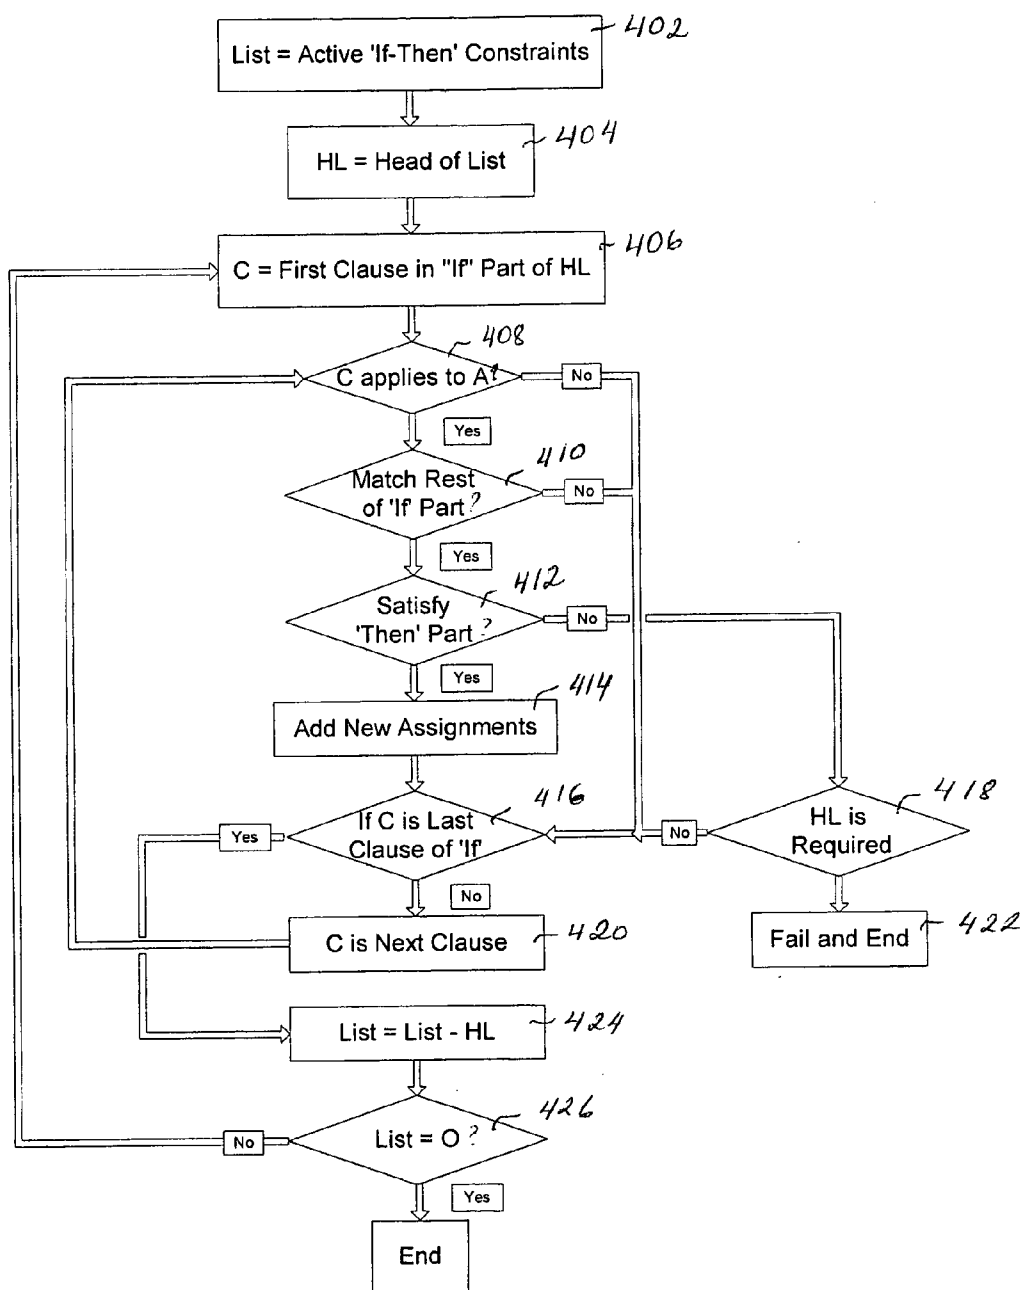 List = Active 'If-Then' Constraints
402
HL = Head of List
404
C = First Clause in "If" Part of HL
406
408
C applies to A?
No
Yes
410
Match Rest
of 'If' Part?
No
Yes
412
Satisfy
'Then' Part?
No
Yes
414
Add New Assignments
416
If C is Last
Clause of 'If'
Yes
No
No
418
HL is
Required
C is Next Clause
420
Fail and End
422
List = List - HL
424
426
List = O?
No
Yes
End